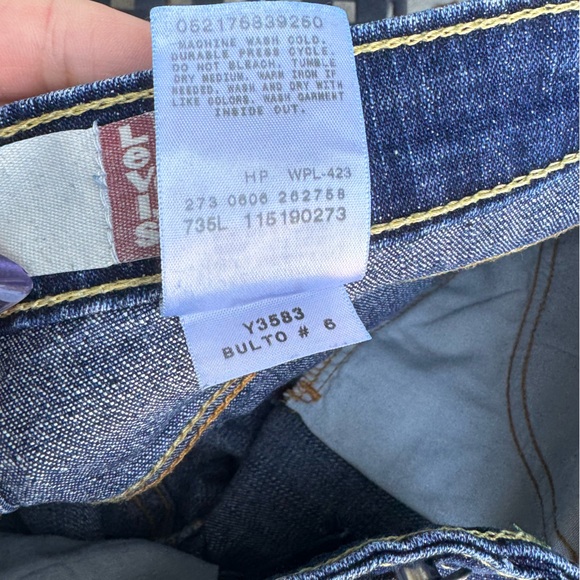 052176839250
MACHINE WASH COLD.
DURABLE PRESS CYCLE.
DO NOT BLEACH. TUMBLE
DRY MEDIUM. WARM IRON IF
NEEDED. WASH AND DRY WITH
LIKE COLORS. WASH GARMENT
INSIDE OUT.
HP WPL-423
273 0606 262758
735L 115190273
Y3583
BULTO # 6
LEVI'S